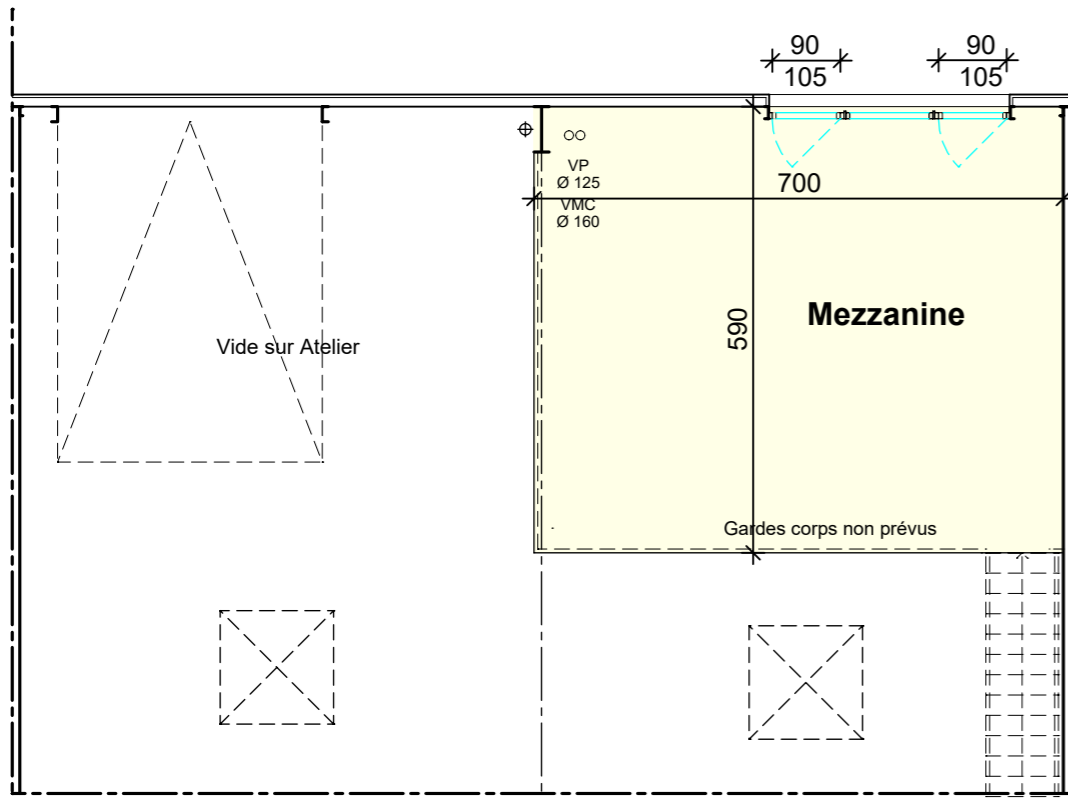 90
105
90
105
VP
Ø 125
VMC
Ø 160
700
590
Mezzanine
Vide sur Atelier
Gardes corps non prévus